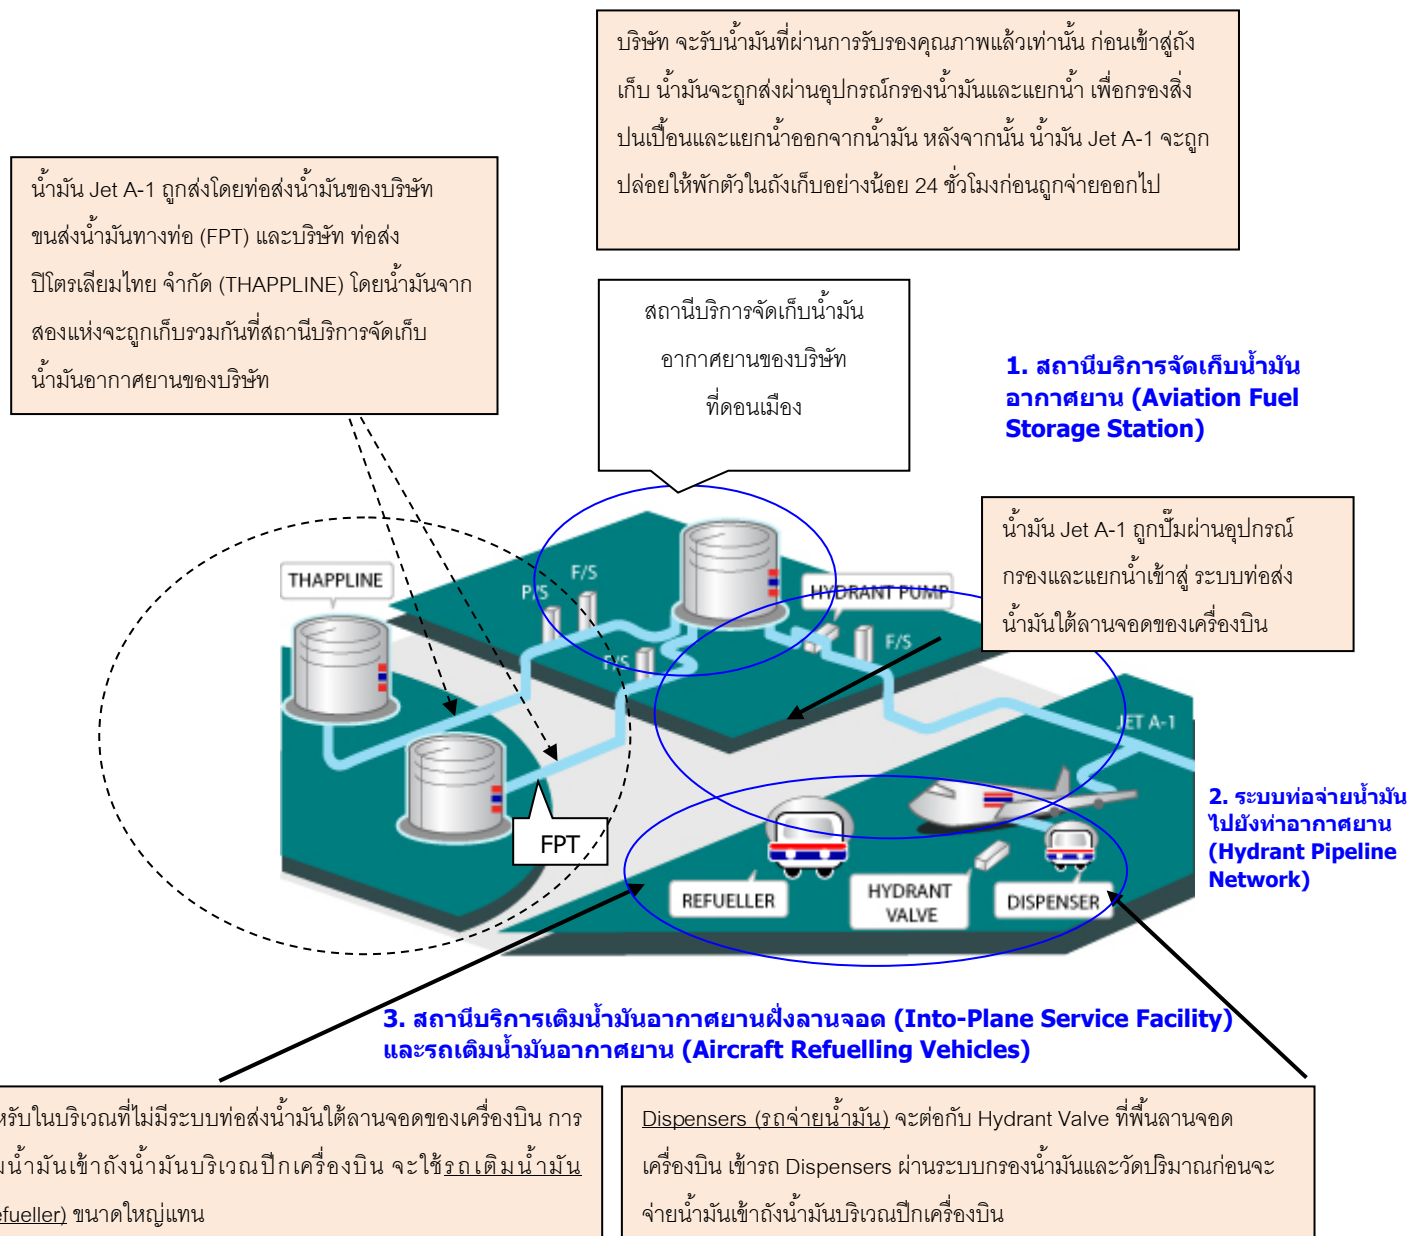 บริษัท จะรับน้ำมันที่ผ่านการรับรองคุณภาพแล้วเท่านั้น ก่อนเข้าสู่ถัง
เก็บ น้ำมันจะถูกส่งผ่านอุปกรณ์กรองน้ำมันและแยกน้ำ เพื่อกรองสิ่ง
ปนเปื้อนและแยกน้ำออกจากน้ำมัน หลังจากนั้น น้ำมัน Jet A-1 จะถูก
ปล่อยให้พักตัวในถังเก็บอย่างน้อย 24 ชั่วโมงก่อนถูกจ่ายออกไป
น้ำมัน Jet A-1 ถูกส่งโดยท่อส่งน้ำมันของบริษัท
ขนส่งน้ำมันทางท่อ (FPT) และบริษัท ท่อส่ง
ปิโตรเลียมไทย จำกัด (THAPPLINE) โดยน้ำมันจาก
สองแห่งจะถูกเก็บรวมกันที่สถานีบริการจัดเก็บ
น้ำมันอากาศยานของบริษัท
สถานีบริการจัดเก็บน้ำมัน
อากาศยานของบริษัท
ที่ดอนเมือง
1. สถานีบริการจัดเก็บน้ำมัน
อากาศยาน (Aviation Fuel
Storage Station)
น้ำมัน Jet A-1 ถูกปั๊มผ่านอุปกรณ์
กรองและแยกน้ำเข้าสู่ ระบบท่อส่ง
น้ำมันใต้ลานจอดของเครื่องบิน
THAPPLINE
F/S
P/S
F/S
HYDRANT PUMP
F/S
JET A-1
FPT
REFUELLER
HYDRANT
VALVE
DISPENSER
2. ระบบท่อจ่ายน้ำมัน
ไปยังท่าอากาศยาน
(Hydrant Pipeline
Network)
3. สถานีบริการเติมน้ำมันอากาศยานฝั่งลานจอด (Into-Plane Service Facility)
และรถเติมน้ำมันอากาศยาน (Aircraft Refuelling Vehicles)
หรับในบริเวณที่ไม่มีระบบท่อส่งน้ำมันใต้ลานจอดของเครื่องบิน การ
มน้ำมันเข้าถังน้ำมันบริเวณปีกเครื่องบิน จะใช้รถเติมน้ำมัน
efueller) ขนาดใหญ่แทน
Dispensers (รถจ่ายน้ำมัน) จะต่อกับ Hydrant Valve ที่พื้นลานจอด
เครื่องบิน เข้ารถ Dispensers ผ่านระบบกรองน้ำมันและวัดปริมาณก่อนจะ
จ่ายน้ำมันเข้าถังน้ำมันบริเวณปีกเครื่องบิน